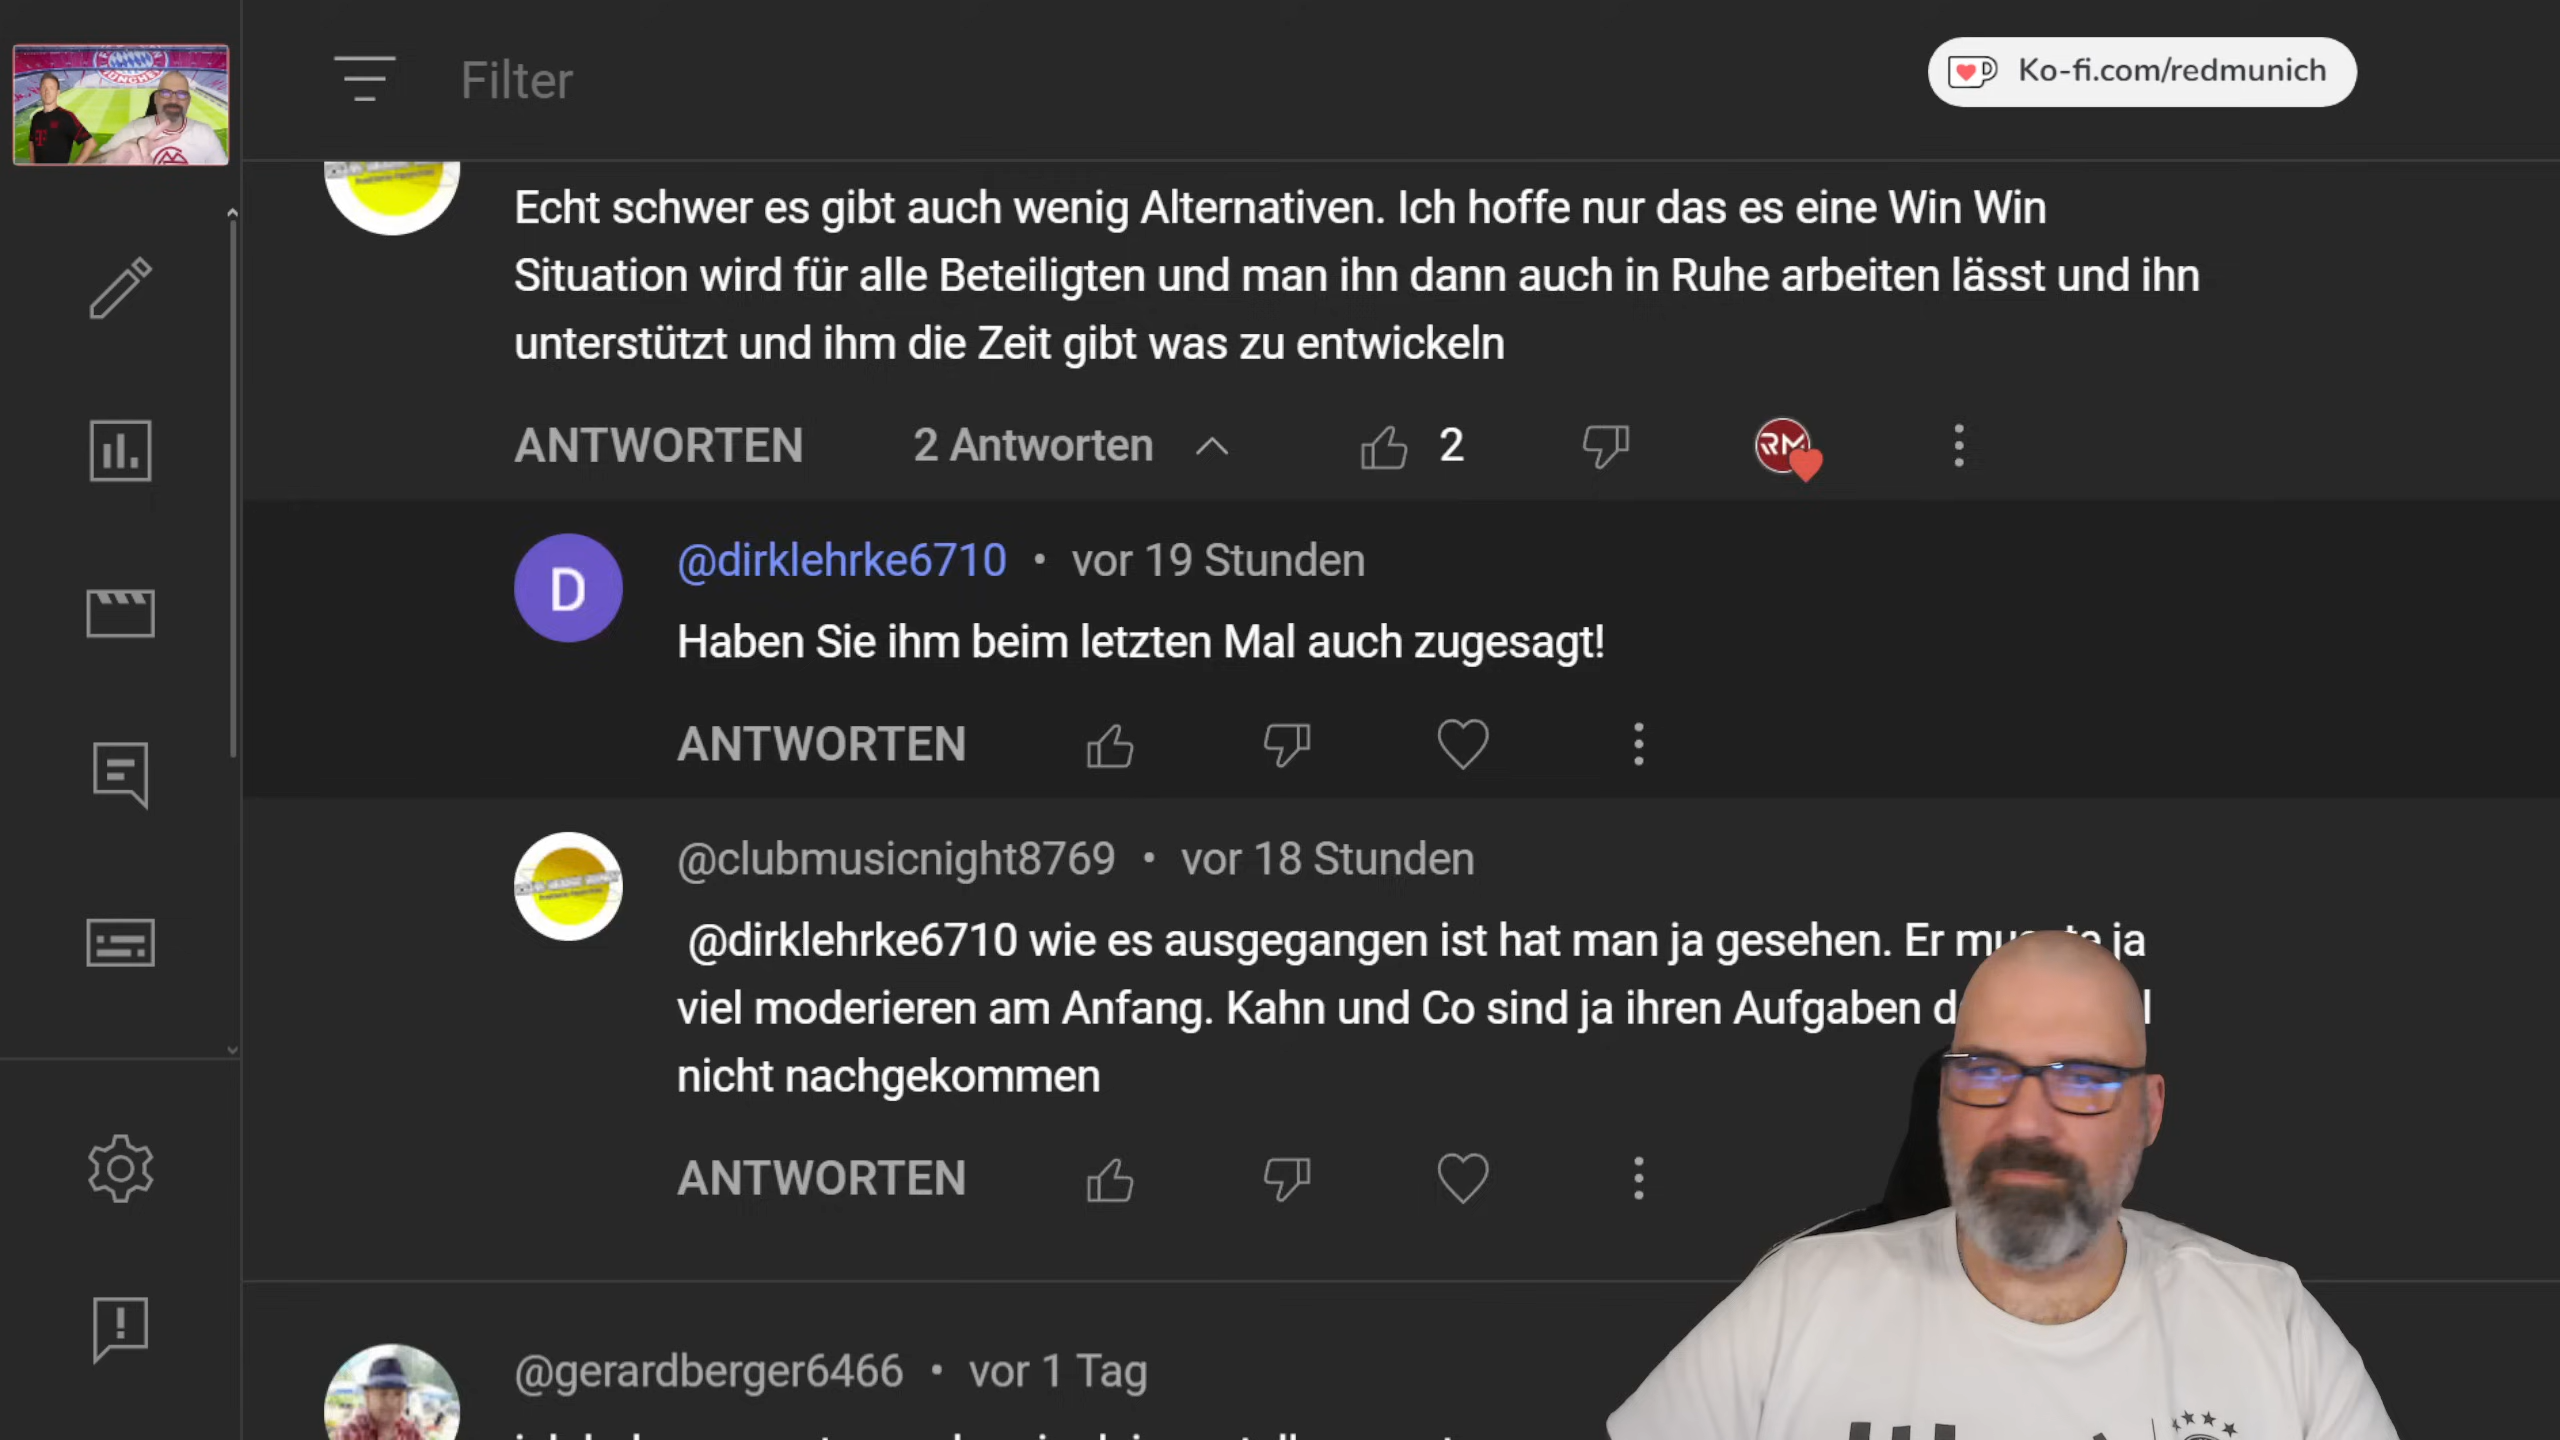 Filter
Ko-fi.com/redmunich
Echt schwer es gibt auch wenig Alternativen. Ich hoffe nur das es eine Win Win
Situation wird für alle Beteiligten und man ihn dann auch in Ruhe arbeiten lässt und ihn
unterstützt und ihm die Zeit gibt was zu entwickeln
ANTWORTEN 2 Antworten 2
RM
D
@dirklehrke6710 • vor 19 Stunden
Haben Sie ihm beim letzten Mal auch zugesagt!
ANTWORTEN
@clubmusicnight8769 • vor 18 Stunden
@dirklehrke6710 wie es ausgegangen ist hat man ja gesehen. Er ja
viel moderieren am Anfang. Kahn und Co sind ja ihren Aufgaben
nicht nachgekommen
ANTWORTEN
@gerardberger6466 • vor 1 Tag